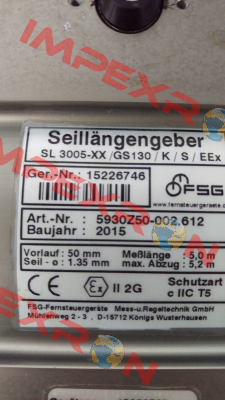 IMPEXRON
Seillängengeber
SL 3005-XX /GS130 / K / S / EEx
Ger.-Nr.: 15226746
FSG
www.fernsteuergeraete.de
Art.-Nr.: 5930Z50-002.612
Baujahr: 2015
Vorlauf: 50 mm Meßlänge: 5,0 m
Seil - ø: 1.35 mm max. Abzug: 5,2 m
CE Ex II 2G Schutzart
c IIC T5
FSG-Fernsteuergeräte Mess-u.Regeltechnik GmbH
Mühlenweg 2 - 3 . D-15712 Königs Wusterhausen